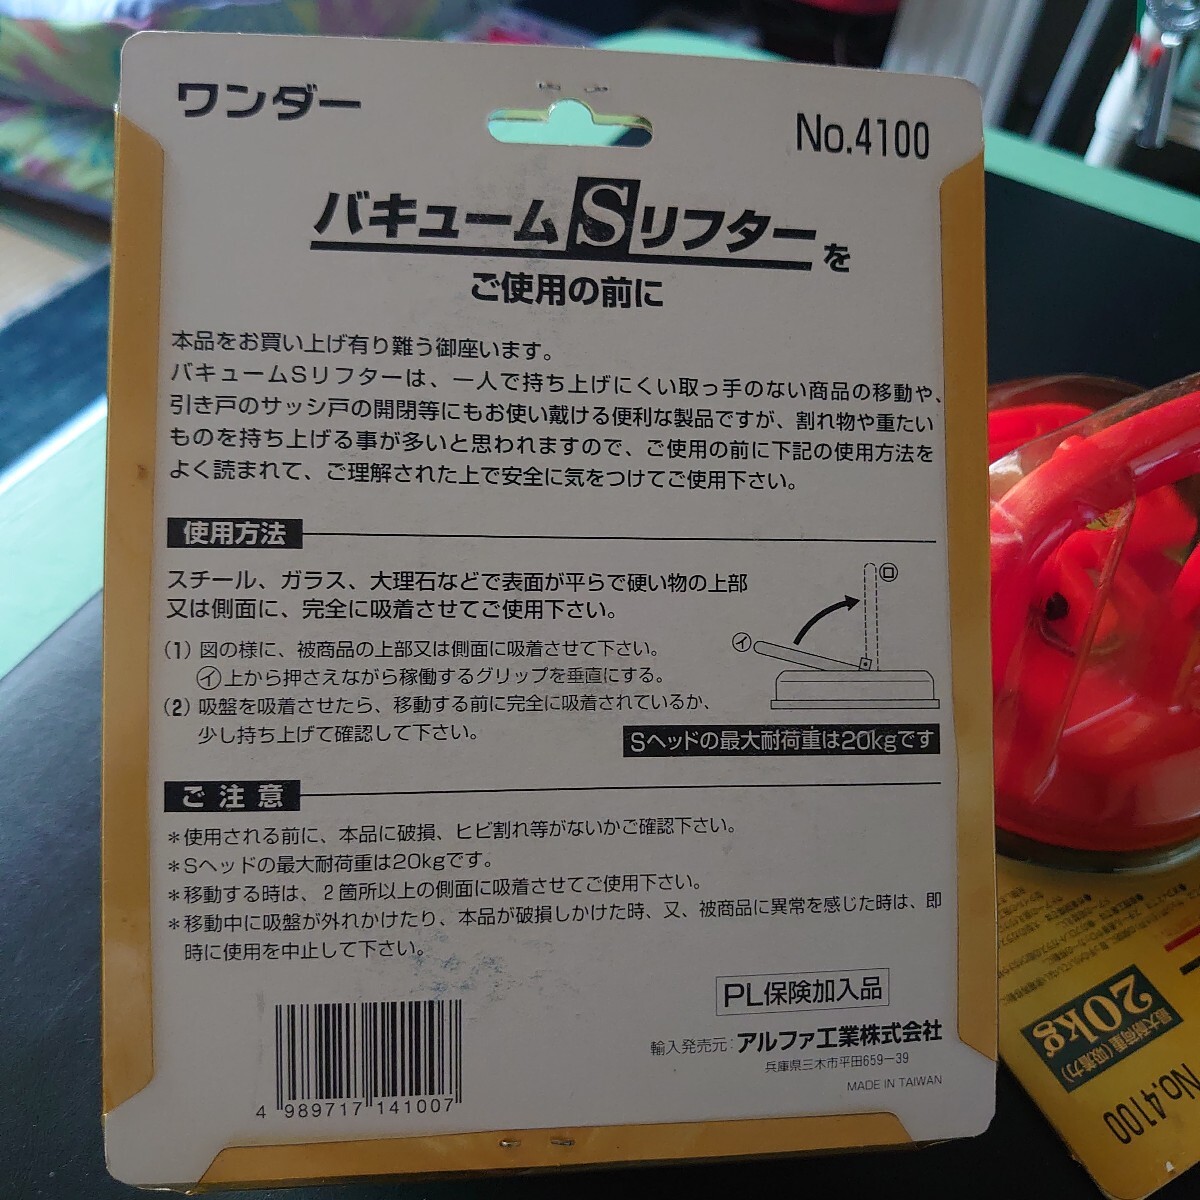 ワンダー
No.4100
バキュームSリフターを
ご使用の前に
本品をお買い上げ有り難う御座います。
バキュームSリフターは、一人で持ち上げにくい取っ手のない商品の移動や、
引き戸のサッシ戸の開閉等にもお使い戴ける便利な製品ですが、割れ物や重たい
ものを持ち上げる事が多いと思われますので、ご使用の前に下記の使用方法を
よく読まれて、ご理解された上で安全に気をつけてご使用下さい。
使用方法
スチール、ガラス、大理石などで表面が平らで硬い物の上部
又は側面に、完全に吸着させてご使用下さい。
(1) 図の様に、被商品の上部又は側面に吸着させて下さい。
㋑上から押さえながら稼働するグリップを垂直にする。
(2) 吸盤を吸着させたら、移動する前に完全に吸着されているか、
少し持ち上げて確認して下さい。
ロ
イ
Sヘッドの最大耐荷重は20kgです
ご注意
*使用される前に、本品に破損、ヒビ割れ等がないかご確認下さい。
*Sヘッドの最大耐荷重は20kgです。
*移動する時は、2箇所以上の側面に吸着させてご使用下さい。
*移動中に吸盤が外れかけたり、本品が破損しかけた時、又、被商品に異常を感じた時は、即
時に使用を中止して下さい。
PL保険加入品
輸入発売元:アルファ工業株式会社
兵庫県三木市平田659-39
MADE IN TAIWAN
4 989717 141007
最大耐荷重(吸着力)
20kg
No.4100